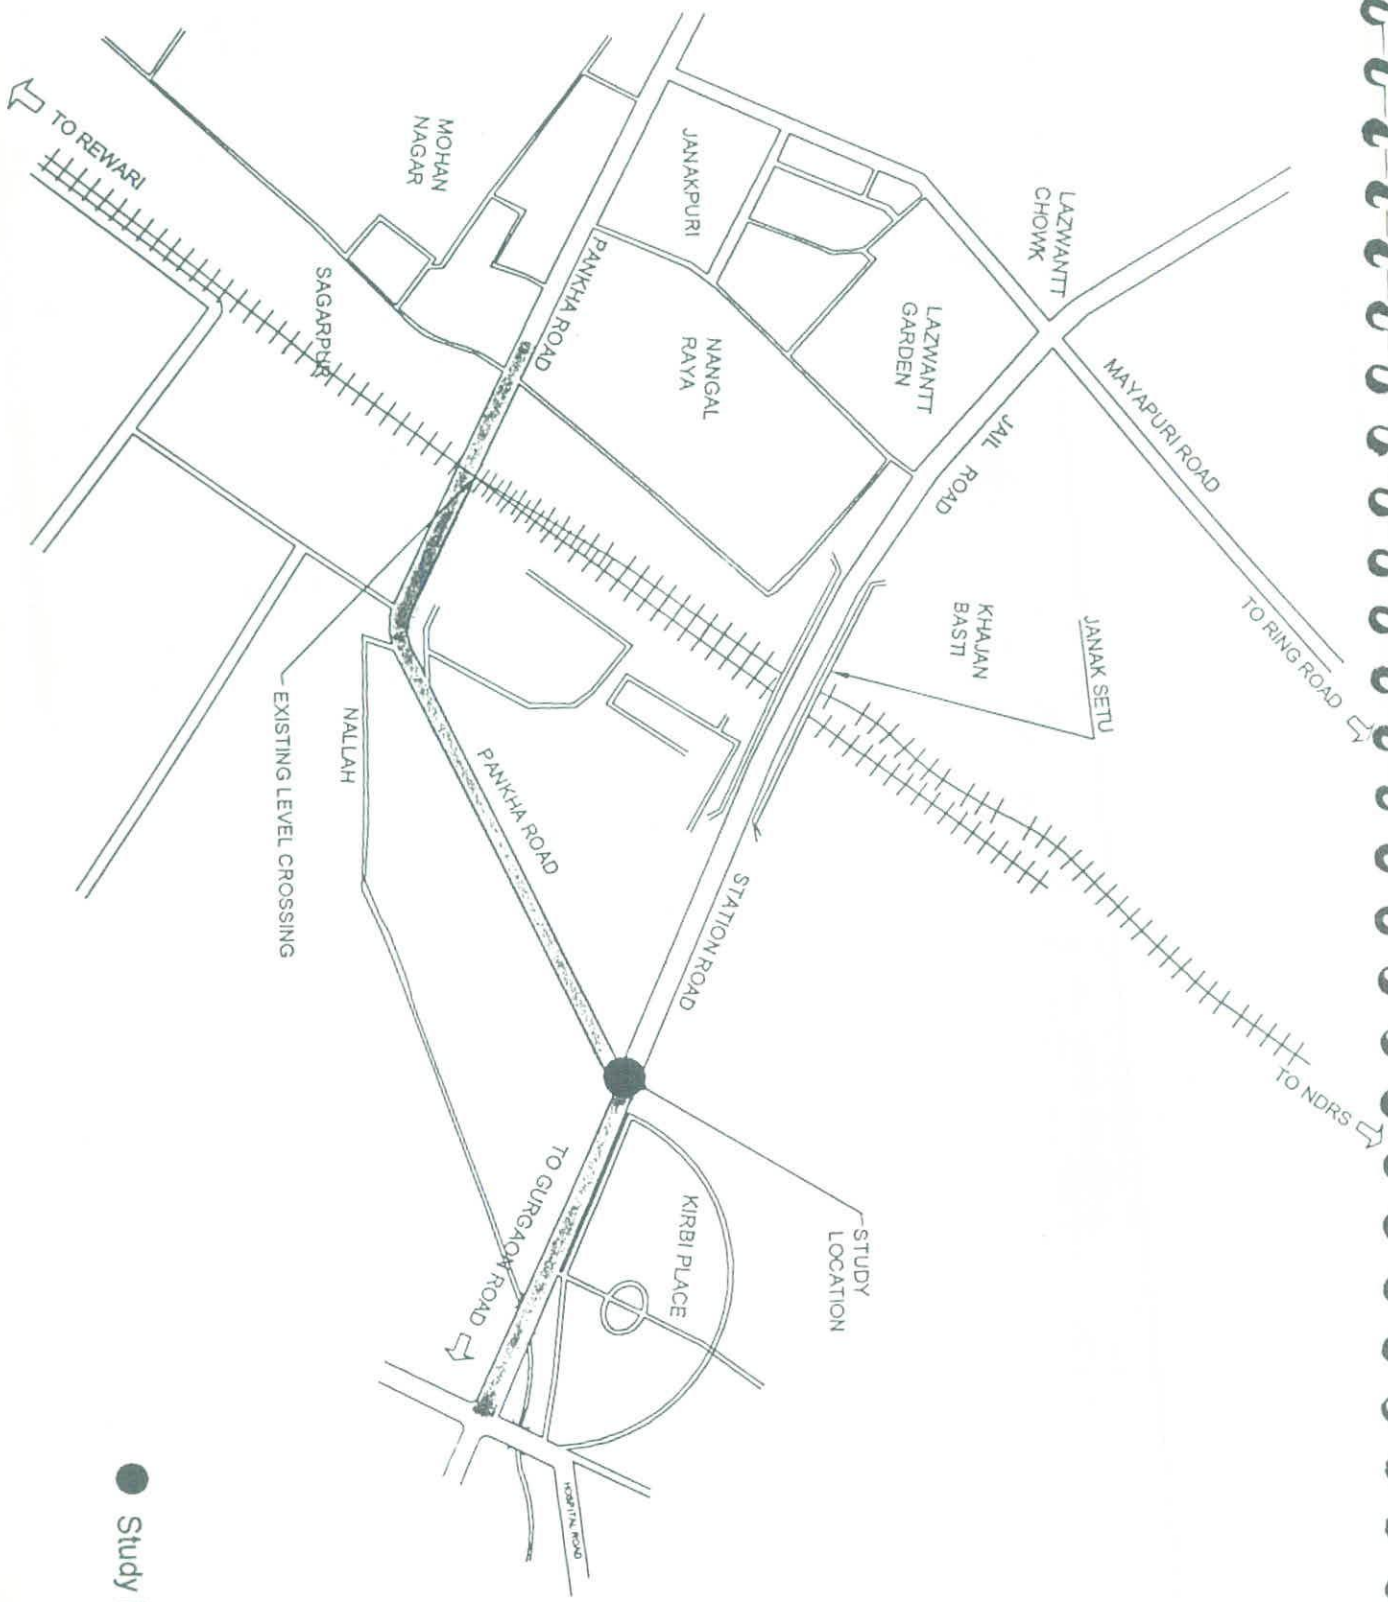 TO REWARI
MOHAN
NAGAR
SAGARPUR
JANAKPURI
PANKHA ROAD
NANGAL
RAYA
LAZWANTT
GARDEN
LAZWANTT
CHOWK
MAYAPURI ROAD
TO RING ROAD
JAIL ROAD
KHAJAN
BASTI
JANAK SETU
NALLAH
EXISTING LEVEL CROSSING
PANKHA ROAD
STATION ROAD
TO NDRS
STUDY
LOCATION
KIRBI PLACE
TO GURGAON ROAD
HOSPITAL ROAD
Study